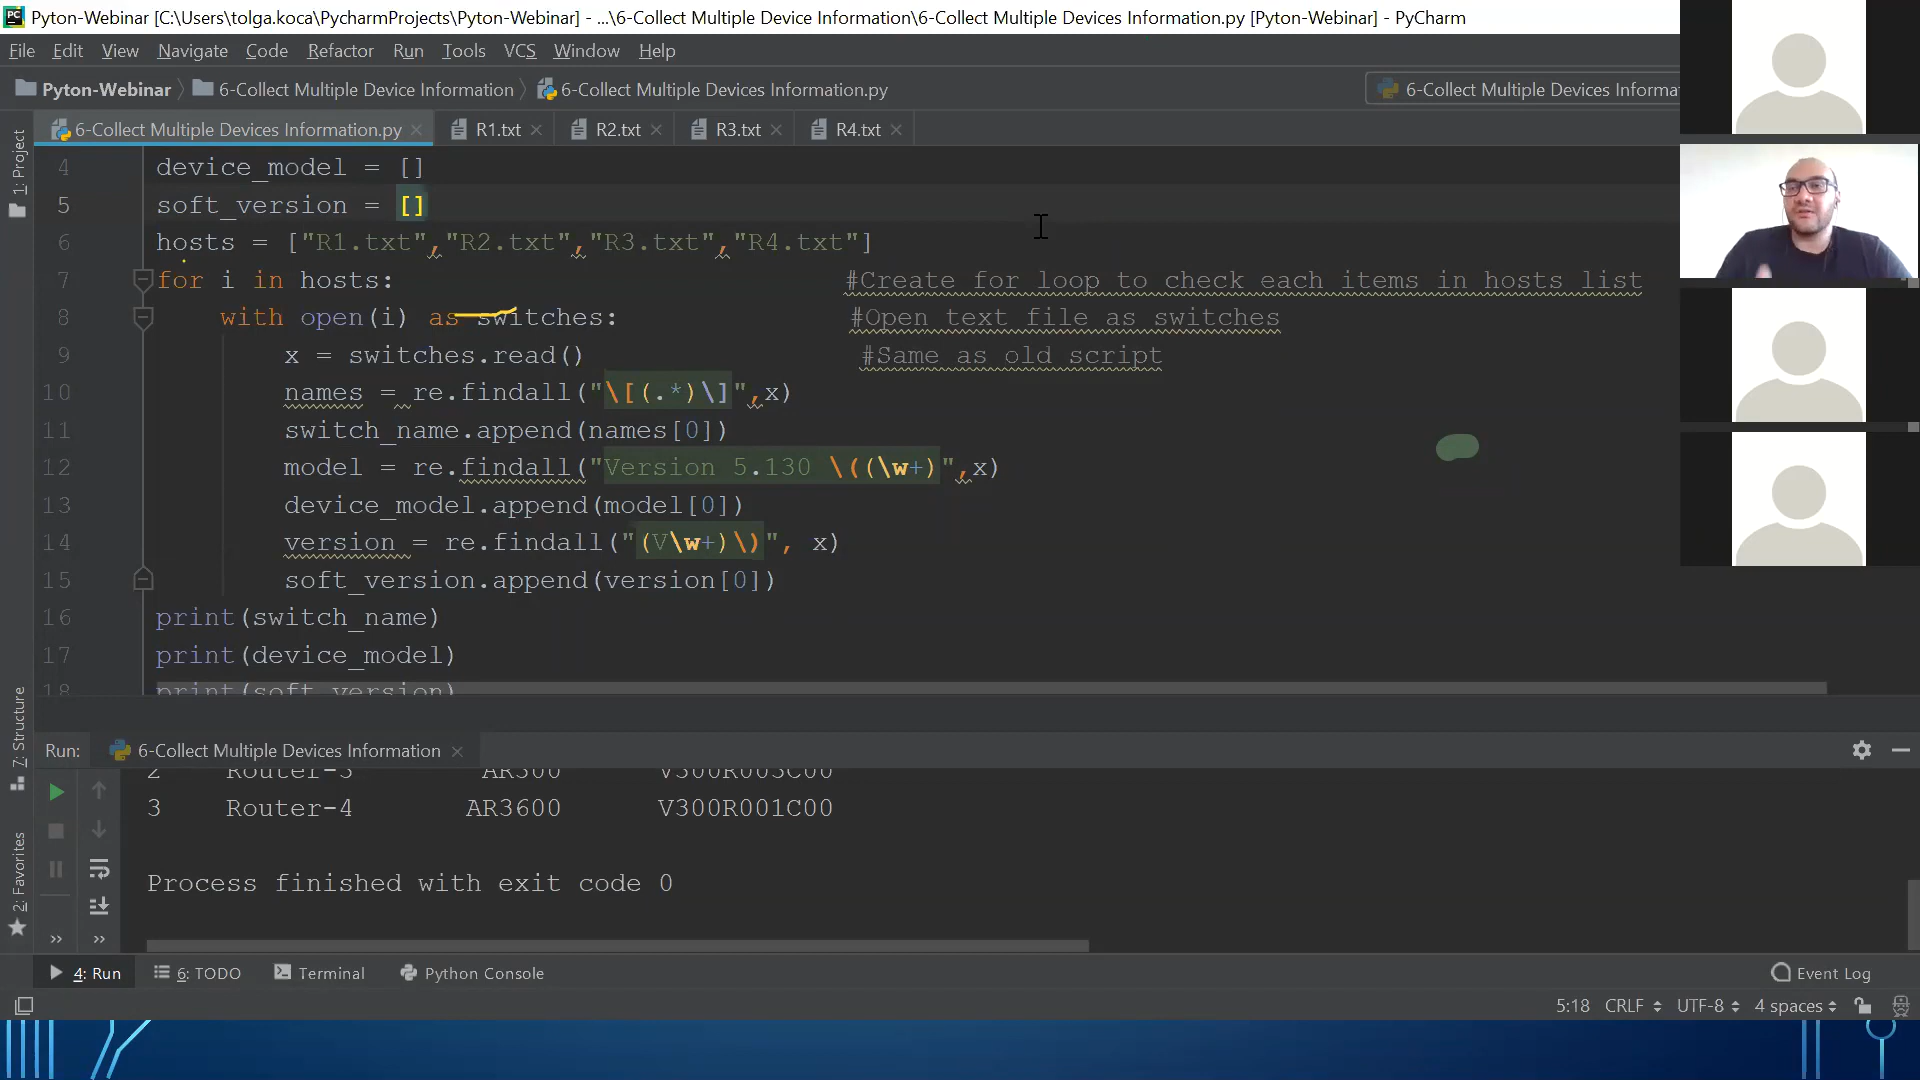 Pyton-Webinar [C:\Users\tolga.koca\PycharmProjects\Pyton-Webinar] - ...\6-Collect Multiple Device Information\6-Collect Multiple Devices Information.py [Pyton-Webinar] - PyCharm
File Edit View Navigate Code Refactor Run Tools VCS Window Help
Pyton-Webinar 6-Collect Multiple Device Information 6-Collect Multiple Devices Information.py 6-Collect Multiple Devices Informa
6-Collect Multiple Devices Information.py R1.txt R2.txt R3.txt R4.txt
1: Project
4 device_model = []
5 soft_version = []
6 hosts = ["R1.txt","R2.txt","R3.txt","R4.txt"]
7 for i in hosts: #Create for loop to check each items in hosts list
8 with open(i) as switches: #Open text file as switches
9 x = switches.read() #Same as old script
10 names = re.findall("\[(.*)\]",x)
11 switch_name.append(names[0])
12 model = re.findall("Version 5.130 \((\w+)",x)
13 device_model.append(model[0])
14 version = re.findall("(V\w+)\)", x)
15 soft_version.append(version[0])
16 print(switch_name)
17 print(device_model)
18 print(soft_version)
7: Structure
2: Favorites
Run: 6-Collect Multiple Devices Information
2 Router-3 AR300 V300R003C00
3 Router-4 AR3600 V300R001C00
Process finished with exit code 0
4: Run 6: TODO Terminal Python Console Event Log
5:18 CRLF UTF-8 4 spaces